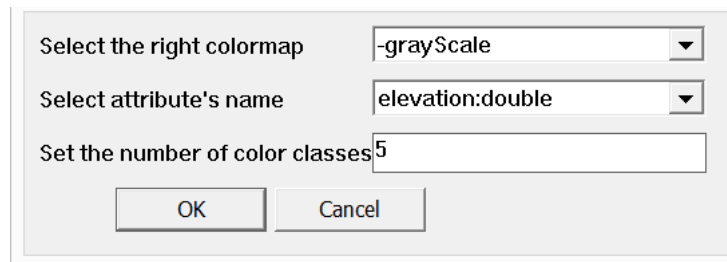 Select the right colormap -grayScale
Select attribute's name elevation:double
Set the number of color classes 5
OK Cancel